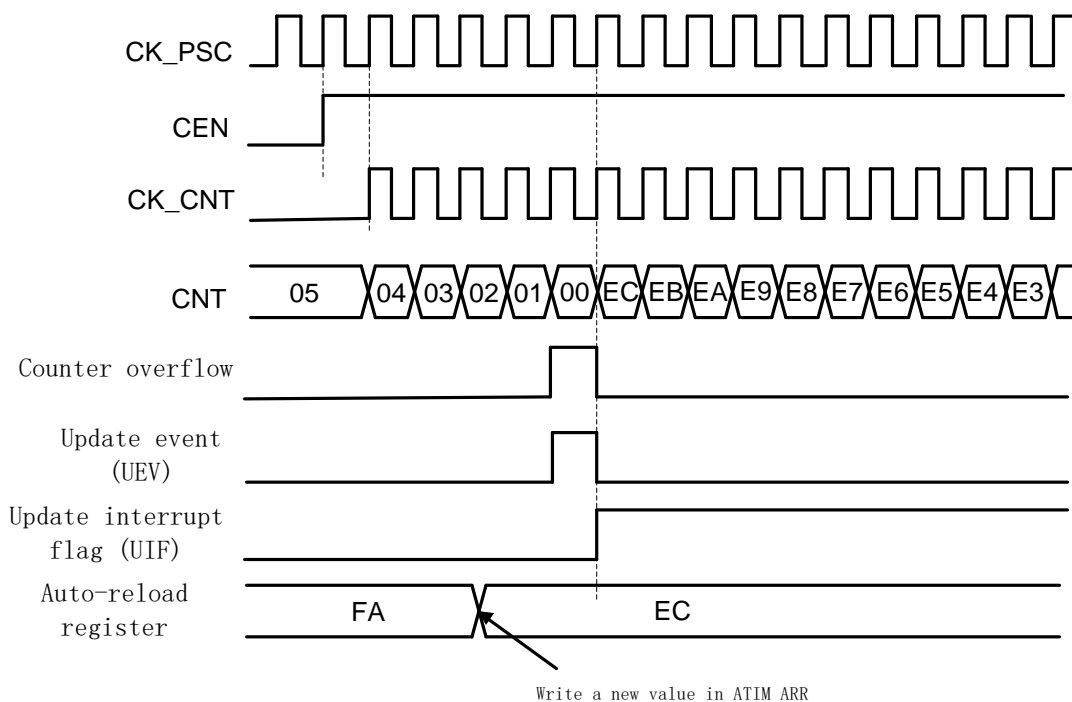 CK_PSC
CEN
CK_CNT
CNT
05 04 03 02 01 00 EC EB EA E9 E8 E7 E6 E5 E4 E3
Counter overflow
Update event
(UEV)
Update interrupt
flag (UIF)
Auto-reload
register
FA
EC
Write a new value in ATIM ARR